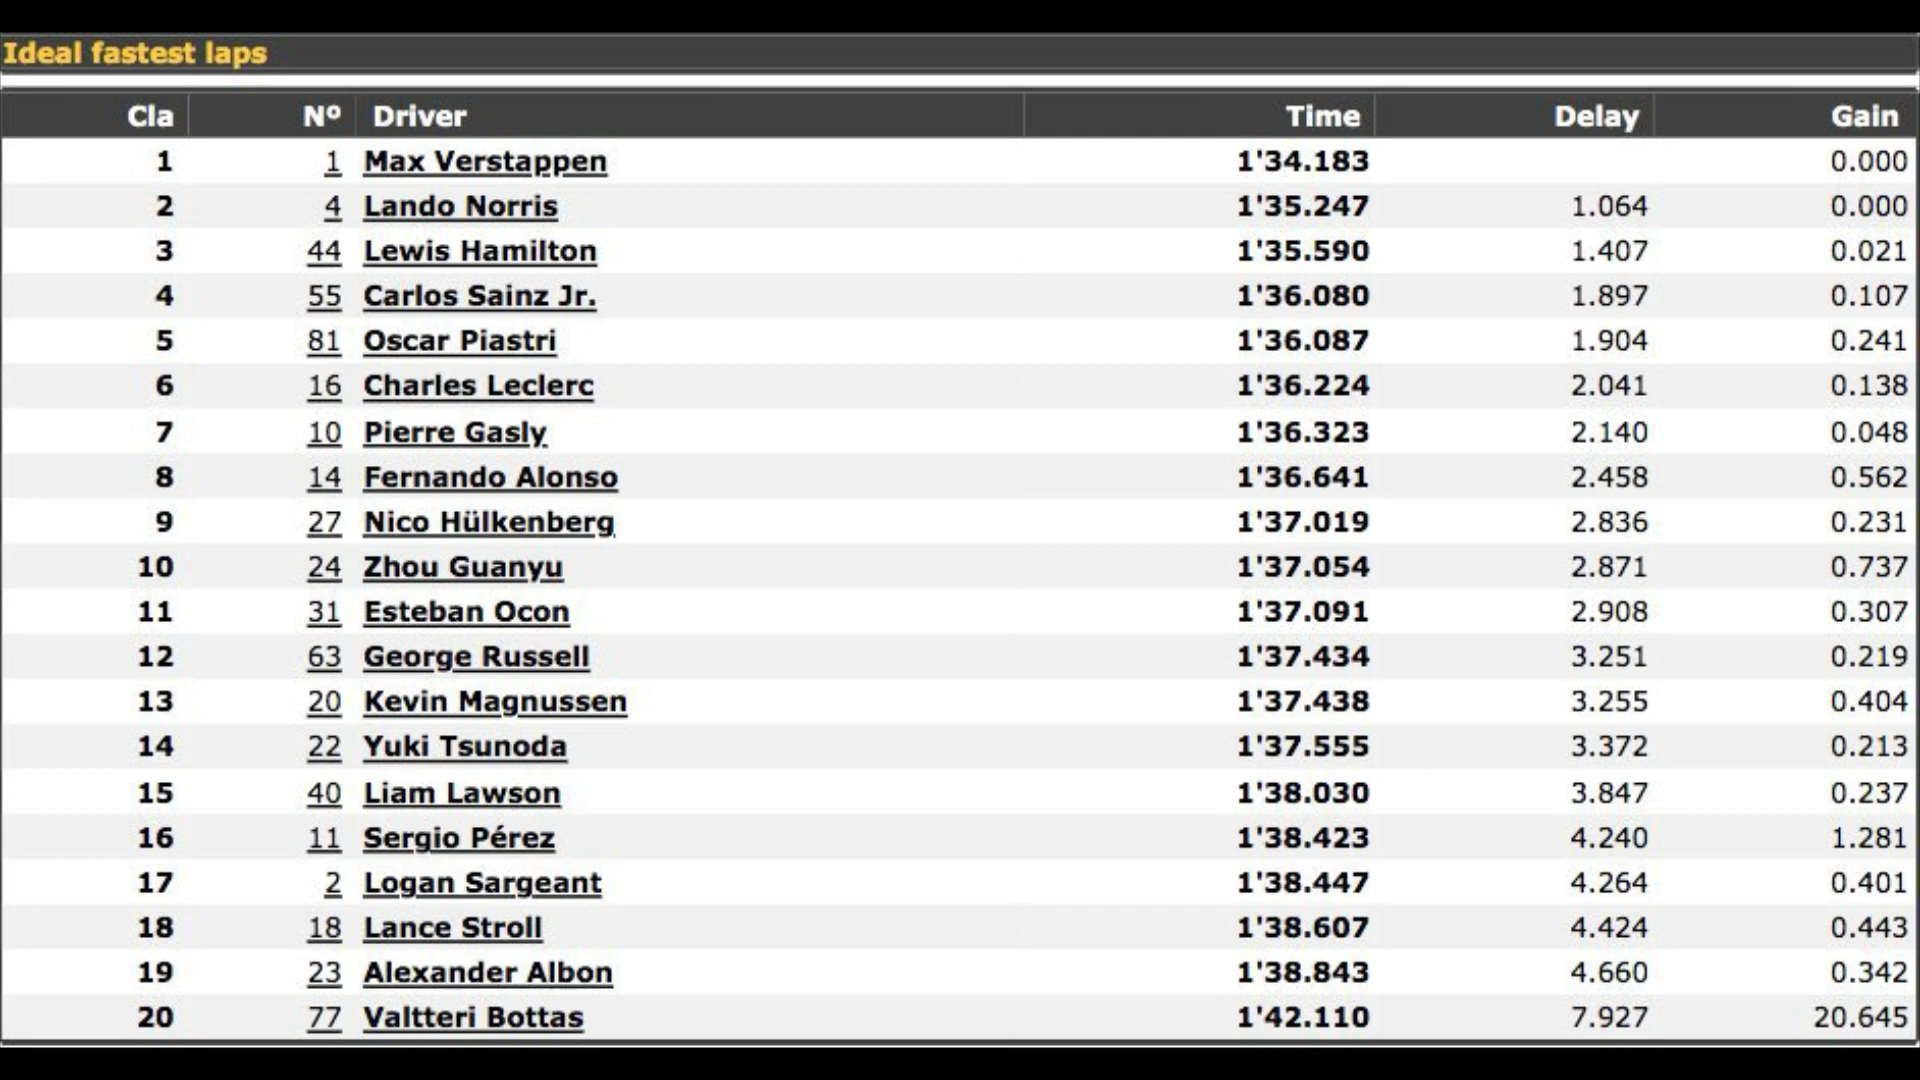 Ideal fastest laps
Cla Nº Driver Time Delay Gain
1 1 Max Verstappen 1'34.183 0.000
2 4 Lando Norris 1'35.247 1.064 0.000
3 44 Lewis Hamilton 1'35.590 1.407 0.021
4 55 Carlos Sainz Jr. 1'36.080 1.897 0.107
5 81 Oscar Piastri 1'36.087 1.904 0.241
6 16 Charles Leclerc 1'36.224 2.041 0.138
7 10 Pierre Gasly 1'36.323 2.140 0.048
8 14 Fernando Alonso 1'36.641 2.458 0.562
9 27 Nico Hülkenberg 1'37.019 2.836 0.231
10 24 Zhou Guanyu 1'37.054 2.871 0.737
11 31 Esteban Ocon 1'37.091 2.908 0.307
12 63 George Russell 1'37.434 3.251 0.219
13 20 Kevin Magnussen 1'37.438 3.255 0.404
14 22 Yuki Tsunoda 1'37.555 3.372 0.213
15 40 Liam Lawson 1'38.030 3.847 0.237
16 11 Sergio Pérez 1'38.423 4.240 1.281
17 2 Logan Sargeant 1'38.447 4.264 0.401
18 18 Lance Stroll 1'38.607 4.424 0.443
19 23 Alexander Albon 1'38.843 4.660 0.342
20 77 Valtteri Bottas 1'42.110 7.927 20.645